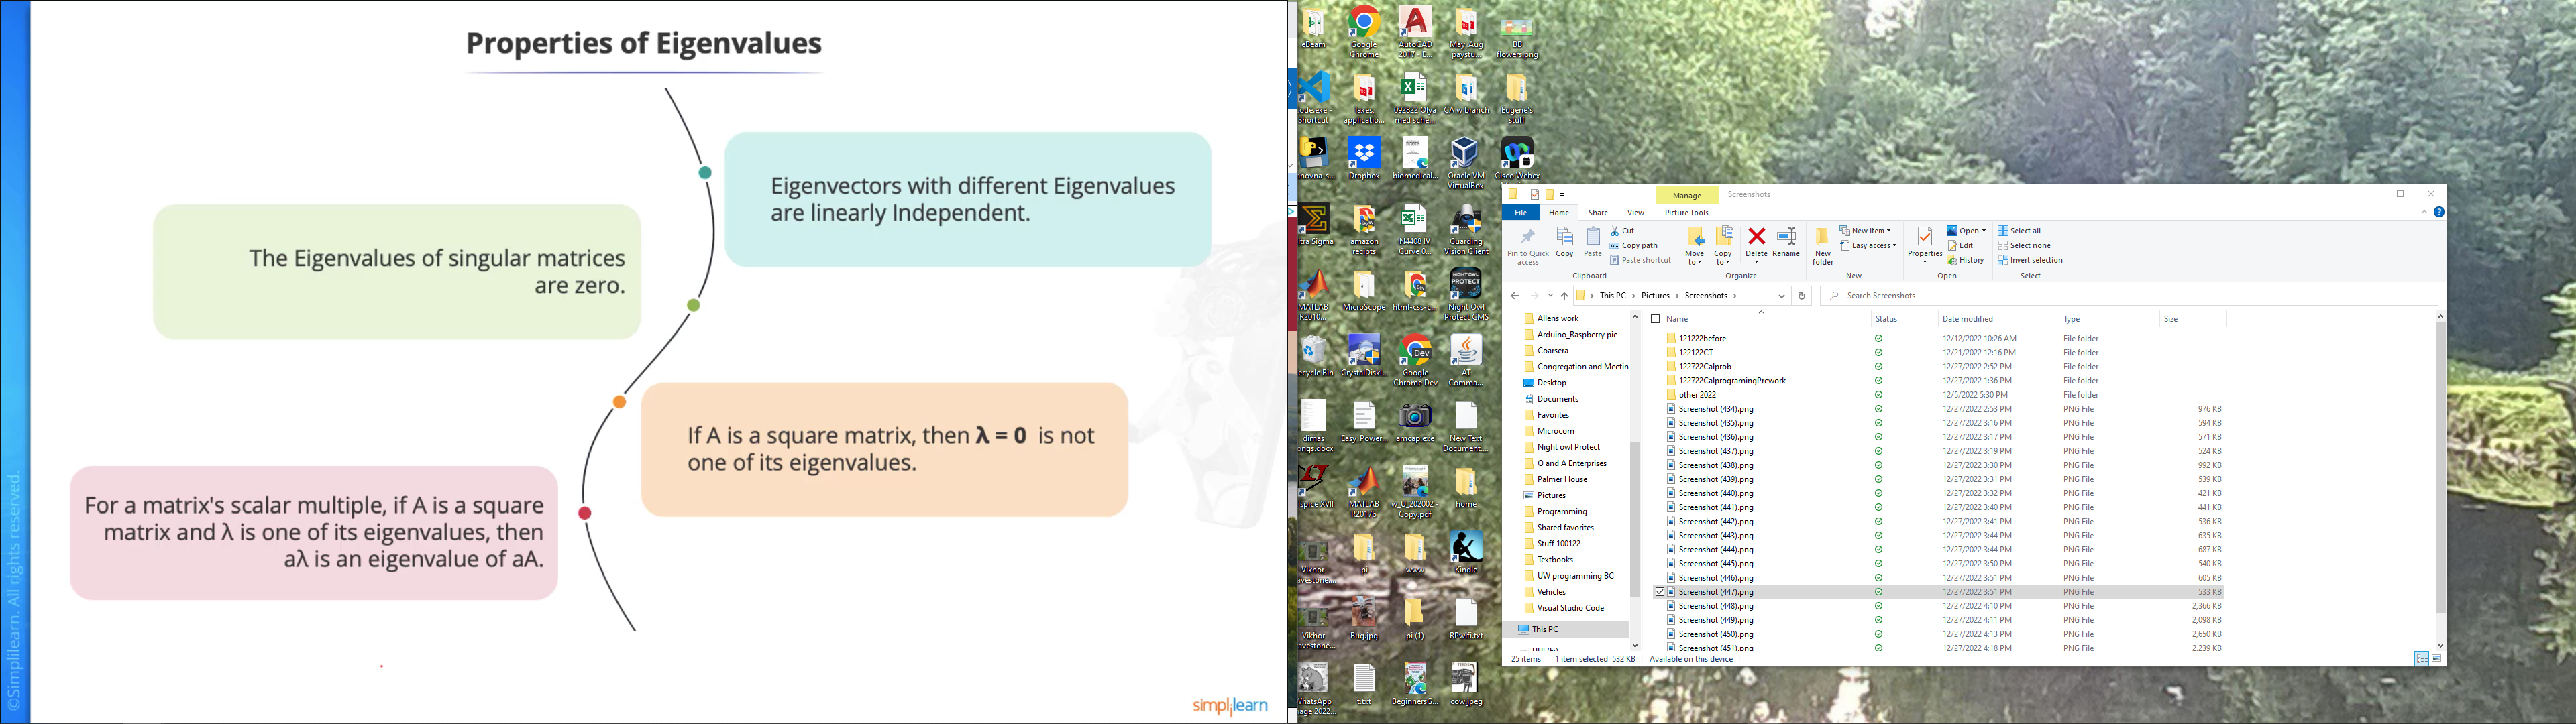 Properties of Eigenvalues
Eigenvectors with different Eigenvalues
are linearly Independent.
The Eigenvalues of singular matrices
are zero.
If A is a square matrix, then λ = 0 is not
one of its eigenvalues.
For a matrix's scalar multiple, if A is a square
matrix and λ is one of its eigenvalues, then
aλ is an eigenvalue of aA.
©Simplilearn. All rights reserved.
simplilearn
eBeam
Google
Chrome
AutoCAD
2017 - E...
May_Aug
paystu...
BB
flowers.png
ode.exe -
Shortcut
Taxes,
applicatio...
092822 Olya
med sche...
CA w branch
Eugene's
stuff
Dropbox
biomedical...
Oracle VM
VirtualBox
Cisco Webex
ltra Sigma
amazon
recipts
N4408 IV
Curve 0...
Guarding
Vision Client
MATLAB
R2010...
MicroScope
html-css-c...
NIGHT OWL
PROTECT
Night Owl
Protect CMS
ecycle Bin
CrystalDiskI...
Google
Chrome Dev
AT
Comma...
dimas
ongs.docx
Easy_Power...
amcap.exe
New Text
Document...
tspice XVII
MATLAB
R2017b
w_U_202002 -
Copy.pdf
home
Vikhor
avestone...
pi
www
Kindle
Vikhor
avestone...
Bug.jpg
pi (1)
RPwifi.txt
WhatsApp
age 2022...
t.txt
BeginnersG...
cow.jpeg
Manage
Screenshots
File
Home
Share
View
Picture Tools
Pin to Quick
access
Copy
Paste
Cut
Copy path
Paste shortcut
Clipboard
Move
to
Copy
to
Delete
Rename
Organize
New
folder
New item
Easy access
New
Properties
Open
Edit
History
Open
Select all
Select none
Invert selection
Select
This PC > Pictures > Screenshots >
Search Screenshots
Allens work
Arduino_Raspberry pie
Coarsera
Congregation and Meetin
Desktop
Documents
Favorites
Microcom
Night owl Protect
O and A Enterprises
Palmer House
Pictures
Programming
Shared favorites
Stuff 100122
Textbooks
UW programming BC
Vehicles
Visual Studio Code
This PC
Name Status Date modified Type Size
121222before 12/12/2022 10:26 AM File folder
122122CT 12/21/2022 12:16 PM File folder
122722Calprob 12/27/2022 2:52 PM File folder
122722CalprogramingPrework 12/27/2022 1:36 PM File folder
other 2022 12/5/2022 5:30 PM File folder
Screenshot (434).png 12/27/2022 2:53 PM PNG File 976 KB
Screenshot (435).png 12/27/2022 3:16 PM PNG File 594 KB
Screenshot (436).png 12/27/2022 3:17 PM PNG File 571 KB
Screenshot (437).png 12/27/2022 3:19 PM PNG File 524 KB
Screenshot (438).png 12/27/2022 3:30 PM PNG File 992 KB
Screenshot (439).png 12/27/2022 3:31 PM PNG File 539 KB
Screenshot (440).png 12/27/2022 3:32 PM PNG File 421 KB
Screenshot (441).png 12/27/2022 3:40 PM PNG File 441 KB
Screenshot (442).png 12/27/2022 3:41 PM PNG File 536 KB
Screenshot (443).png 12/27/2022 3:44 PM PNG File 635 KB
Screenshot (444).png 12/27/2022 3:44 PM PNG File 687 KB
Screenshot (445).png 12/27/2022 3:50 PM PNG File 540 KB
Screenshot (446).png 12/27/2022 3:51 PM PNG File 605 KB
Screenshot (447).png 12/27/2022 3:51 PM PNG File 533 KB
Screenshot (448).png 12/27/2022 4:10 PM PNG File 2,366 KB
Screenshot (449).png 12/27/2022 4:11 PM PNG File 2,098 KB
Screenshot (450).png 12/27/2022 4:13 PM PNG File 2,650 KB
Screenshot (451).png 12/27/2022 4:18 PM PNG File 2,239 KB
25 items 1 item selected 532 KB Available on this device